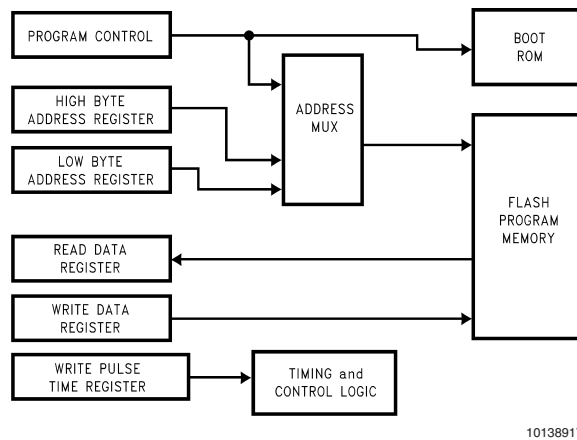 PROGRAM CONTROL
BOOT
ROM
HIGH BYTE
ADDRESS REGISTER
ADDRESS
MUX
LOW BYTE
ADDRESS REGISTER
FLASH
PROGRAM
MEMORY
READ DATA
REGISTER
WRITE DATA
REGISTER
WRITE PULSE
TIME REGISTER
TIMING and
CONTROL LOGIC